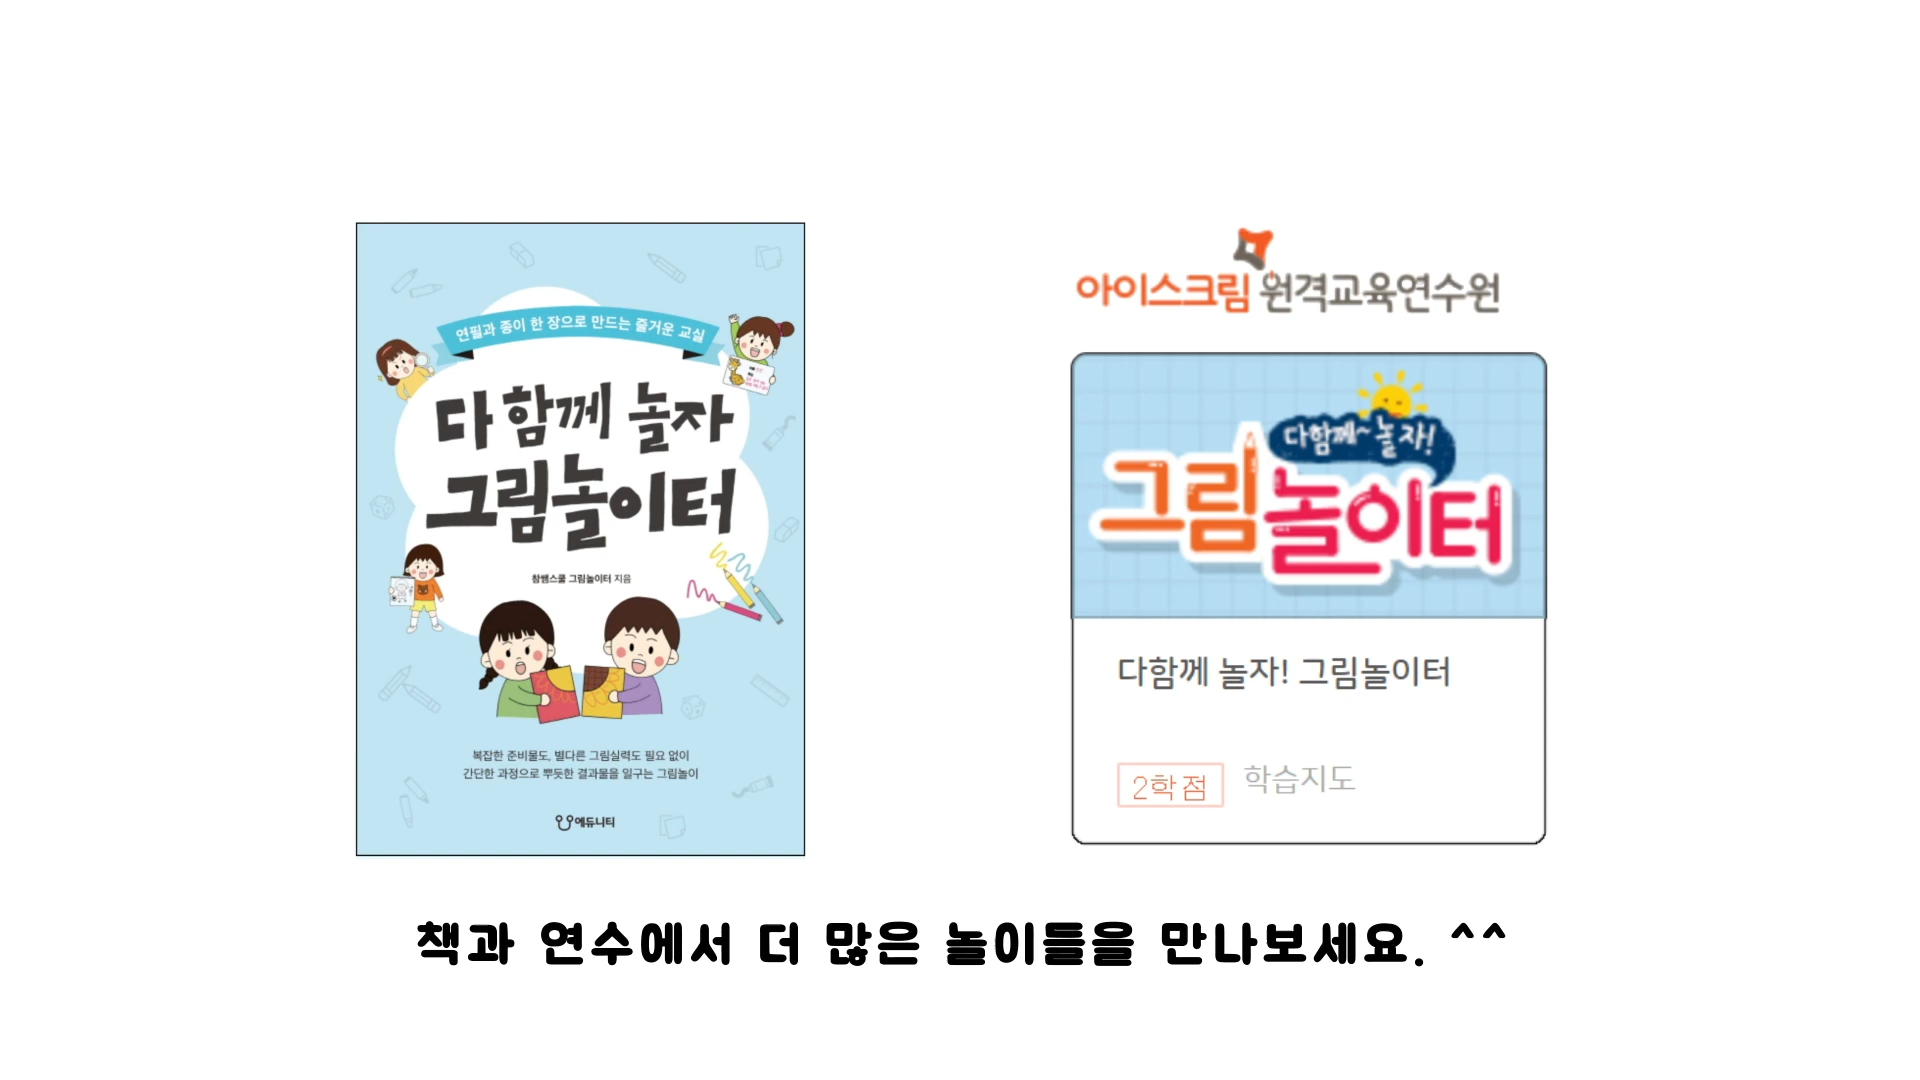 연필과 종이 한 장으로 만드는 즐거운 교실
다함께 놀자
그림놀이터
참쌤스쿨 그림놀이터 지음
복잡한 준비물도, 별다른 그림실력도 필요 없이
간단한 과정으로 뿌듯한 결과물을 일구는 그림놀이
에듀니티
아이스크림 원격교육연수원
다함께~ 놀자!
그림놀이터
다함께 놀자! 그림놀이터
2학점 학습지도
책과 연수에서 더 많은 놀이들을 만나보세요. ^^